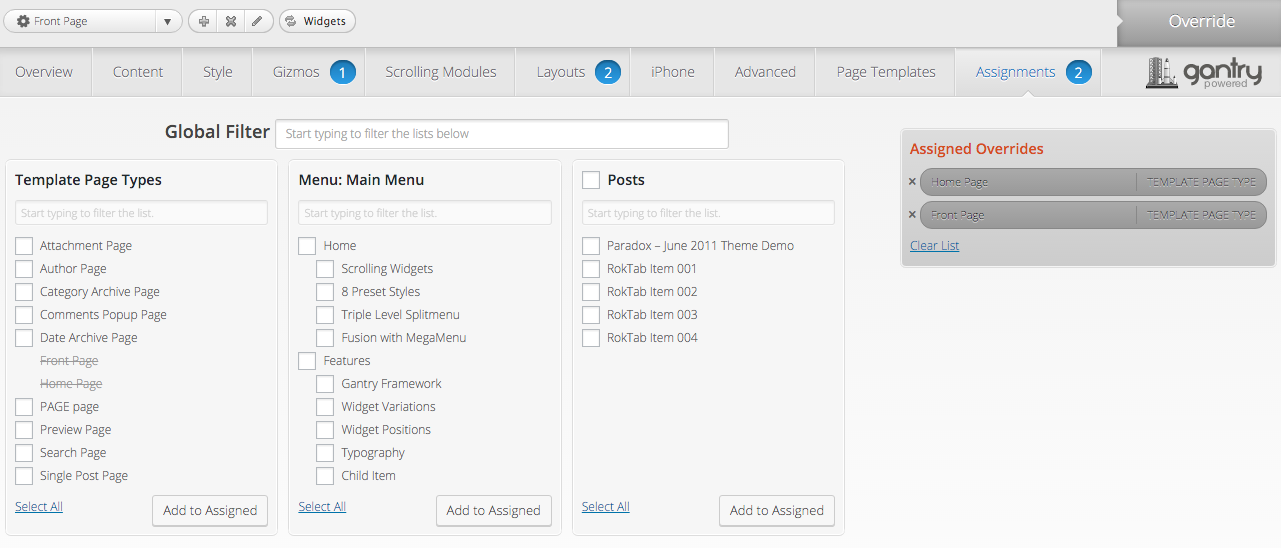 Front Page
Widgets
Override
Overview
Content
Style
Gizmos 1
Scrolling Modules
Layouts 2
iPhone
Advanced
Page Templates
Assignments 2
gantry
powered
Global Filter
Start typing to filter the lists below
Template Page Types
Start typing to filter the list.
Attachment Page
Author Page
Category Archive Page
Comments Popup Page
Date Archive Page
Front Page
Home Page
PAGE page
Preview Page
Search Page
Single Post Page
Select All
Add to Assigned
Menu: Main Menu
Start typing to filter the list.
Home
Scrolling Widgets
8 Preset Styles
Triple Level Splitmenu
Fusion with MegaMenu
Features
Gantry Framework
Widget Variations
Widget Positions
Typography
Child Item
Select All
Add to Assigned
Posts
Start typing to filter the list.
Paradox – June 2011 Theme Demo
RokTab Item 001
RokTab Item 002
RokTab Item 003
RokTab Item 004
Select All
Add to Assigned
Assigned Overrides
Home Page TEMPLATE PAGE TYPE
Front Page TEMPLATE PAGE TYPE
Clear List